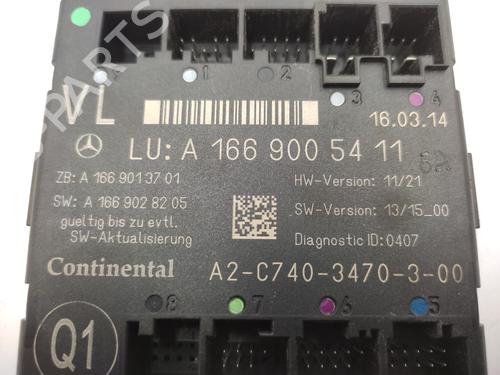 1 2 3 4
VL
16.03.14
LU: A 166 900 54 11
ZB: A 166 901 37 01
HW-Version: 11/21
SW: A 166 902 82 05
SW-Version: 13/15_00
gueltig bis zu evtl.
SW-Aktualisierung
Diagnostic ID: 0407
Continental
A2-C740-3470-3-00
8 7 6 5
Q1